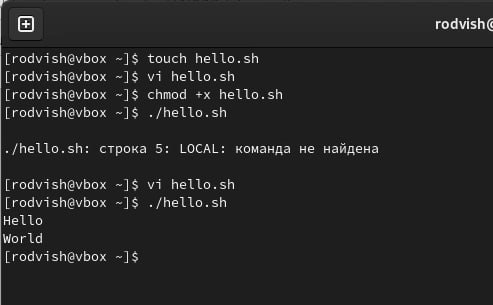 rodvish@
[rodvish@vbox ~]$ touch hello.sh
[rodvish@vbox ~]$ vi hello.sh
[rodvish@vbox ~]$ chmod +x hello.sh
[rodvish@vbox ~]$ ./hello.sh
./hello.sh: строка 5: LOCAL: команда не найдена
[rodvish@vbox ~]$ vi hello.sh
[rodvish@vbox ~]$ ./hello.sh
Hello
World
[rodvish@vbox ~]$